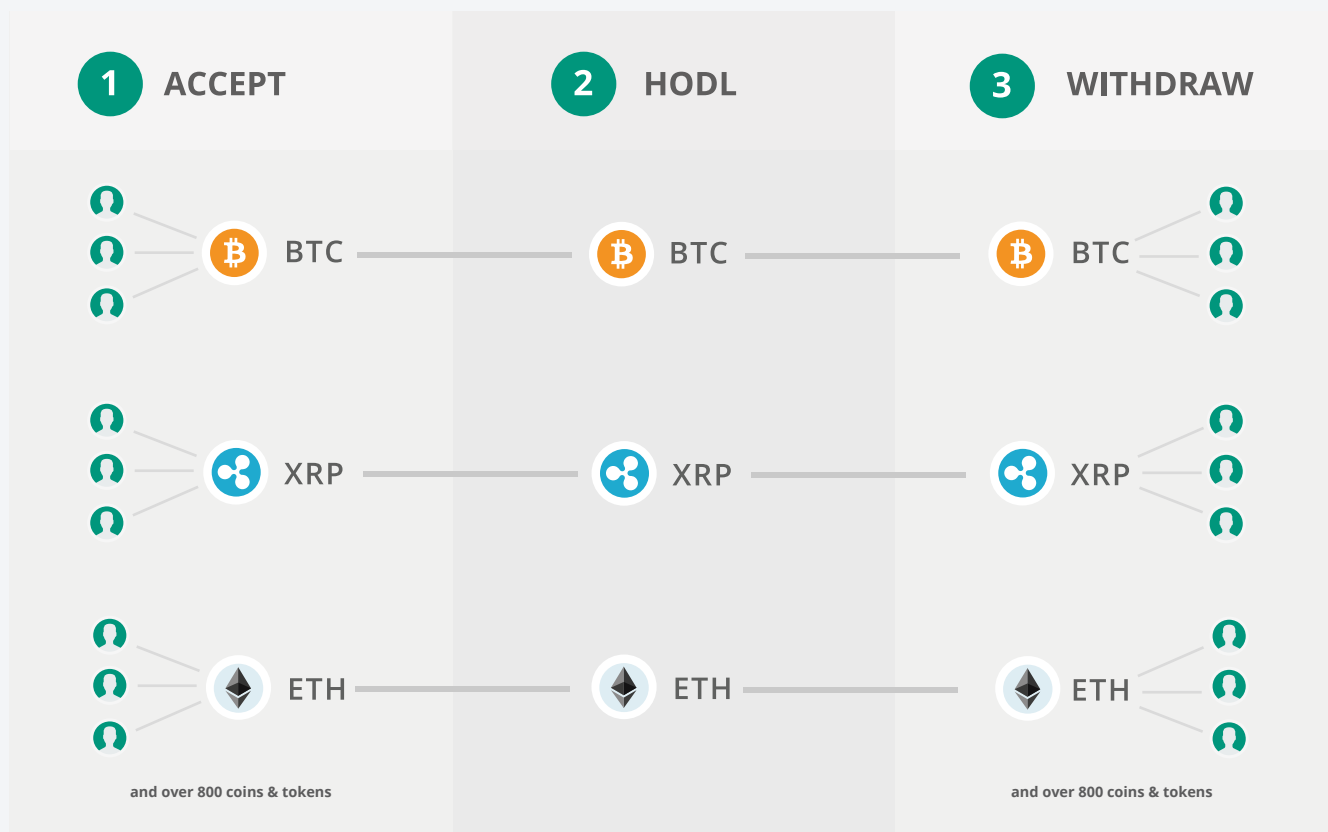 1 ACCEPT
2 HODL
3 WITHDRAW
BTC
BTC
BTC
XRP
XRP
XRP
ETH
ETH
ETH
and over 800 coins & tokens
and over 800 coins & tokens